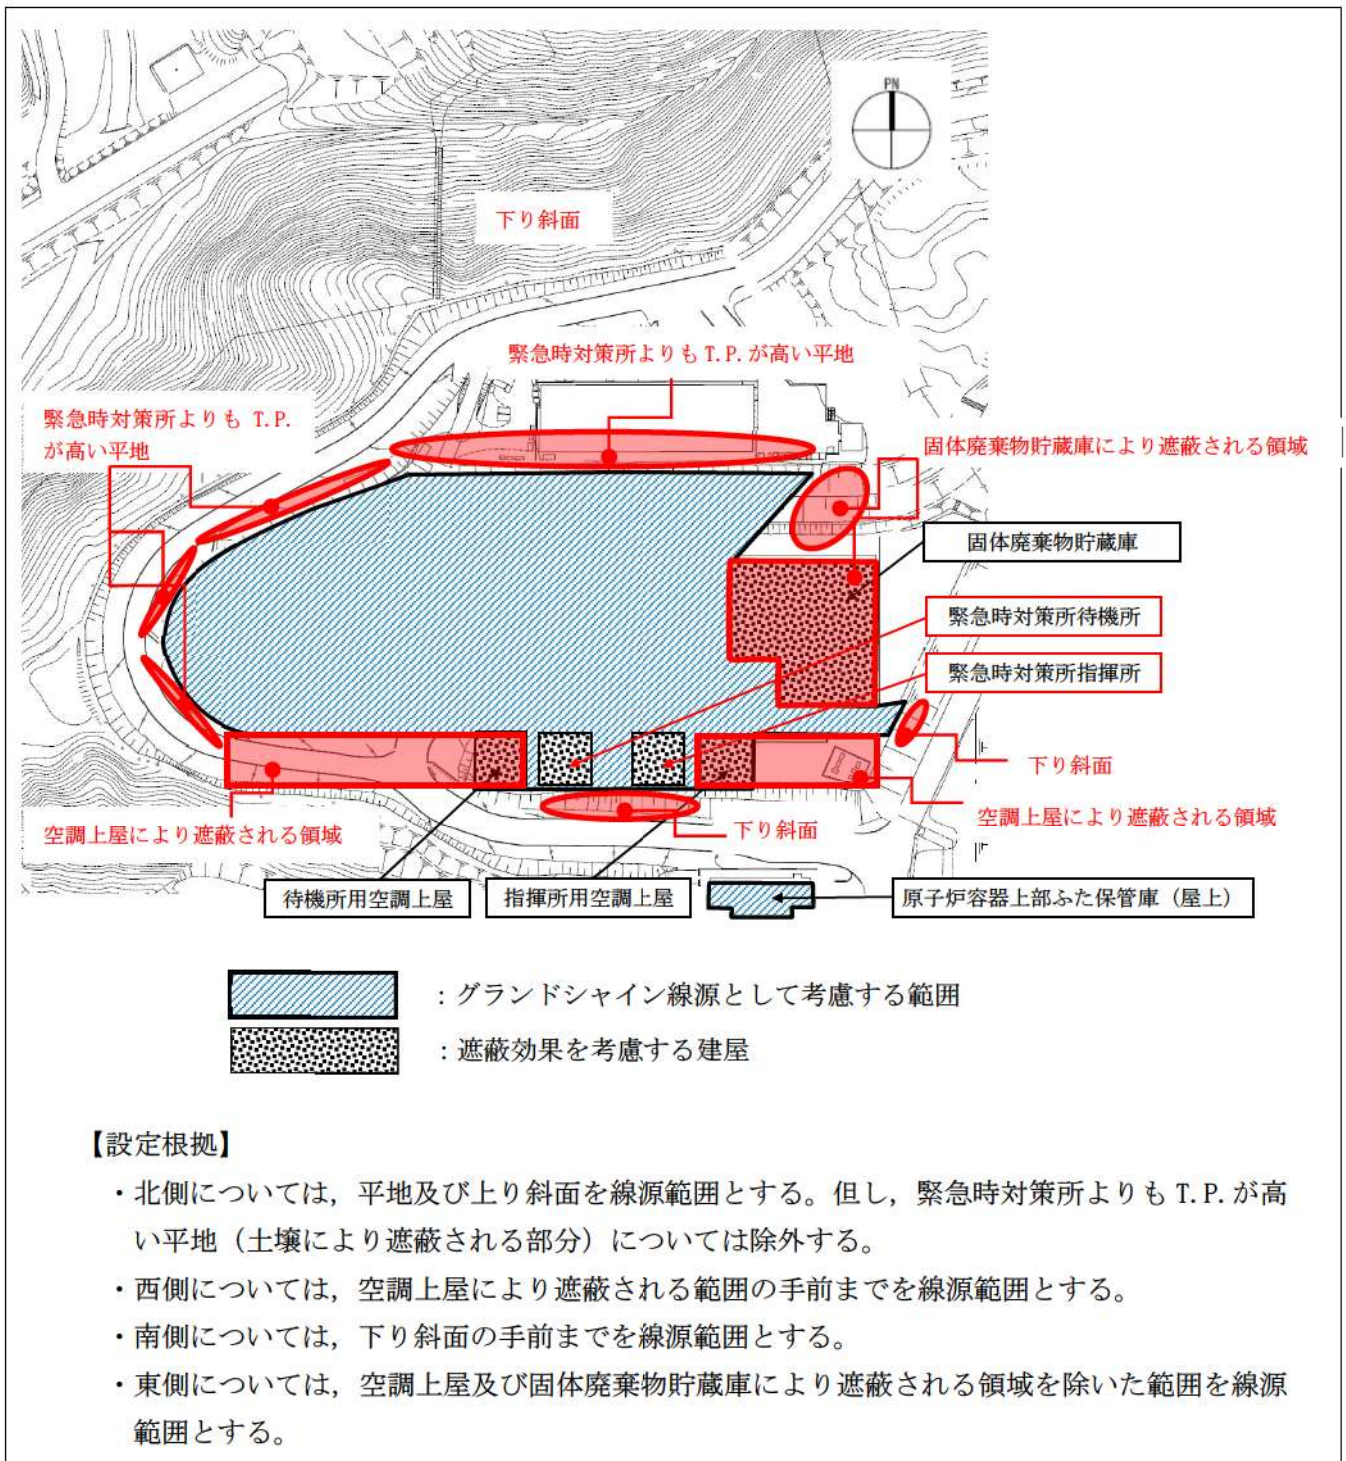 PN
下り斜面
緊急時対策所よりも T.P. が高い平地
緊急時対策所よりも T.P.
が高い平地
固体廃棄物貯蔵庫により遮蔽される領域
固体廃棄物貯蔵庫
緊急時対策所待機所
緊急時対策所指揮所
下り斜面
空調上屋により遮蔽される領域
空調上屋により遮蔽される領域
下り斜面
待機所用空調上屋
指揮所用空調上屋
原子炉容器上部ふた保管庫（屋上）
：グランドシャイン線源として考慮する範囲
：遮蔽効果を考慮する建屋
【設定根拠】
・北側については，平地及び上り斜面を線源範囲とする。但し，緊急時対策所よりも T.P. が高
い平地（土壌により遮蔽される部分）については除外する。
・西側については，空調上屋により遮蔽される範囲の手前までを線源範囲とする。
・南側については，下り斜面の手前までを線源範囲とする。
・東側については，空調上屋及び固体廃棄物貯蔵庫により遮蔽される領域を除いた範囲を線源
範囲とする。